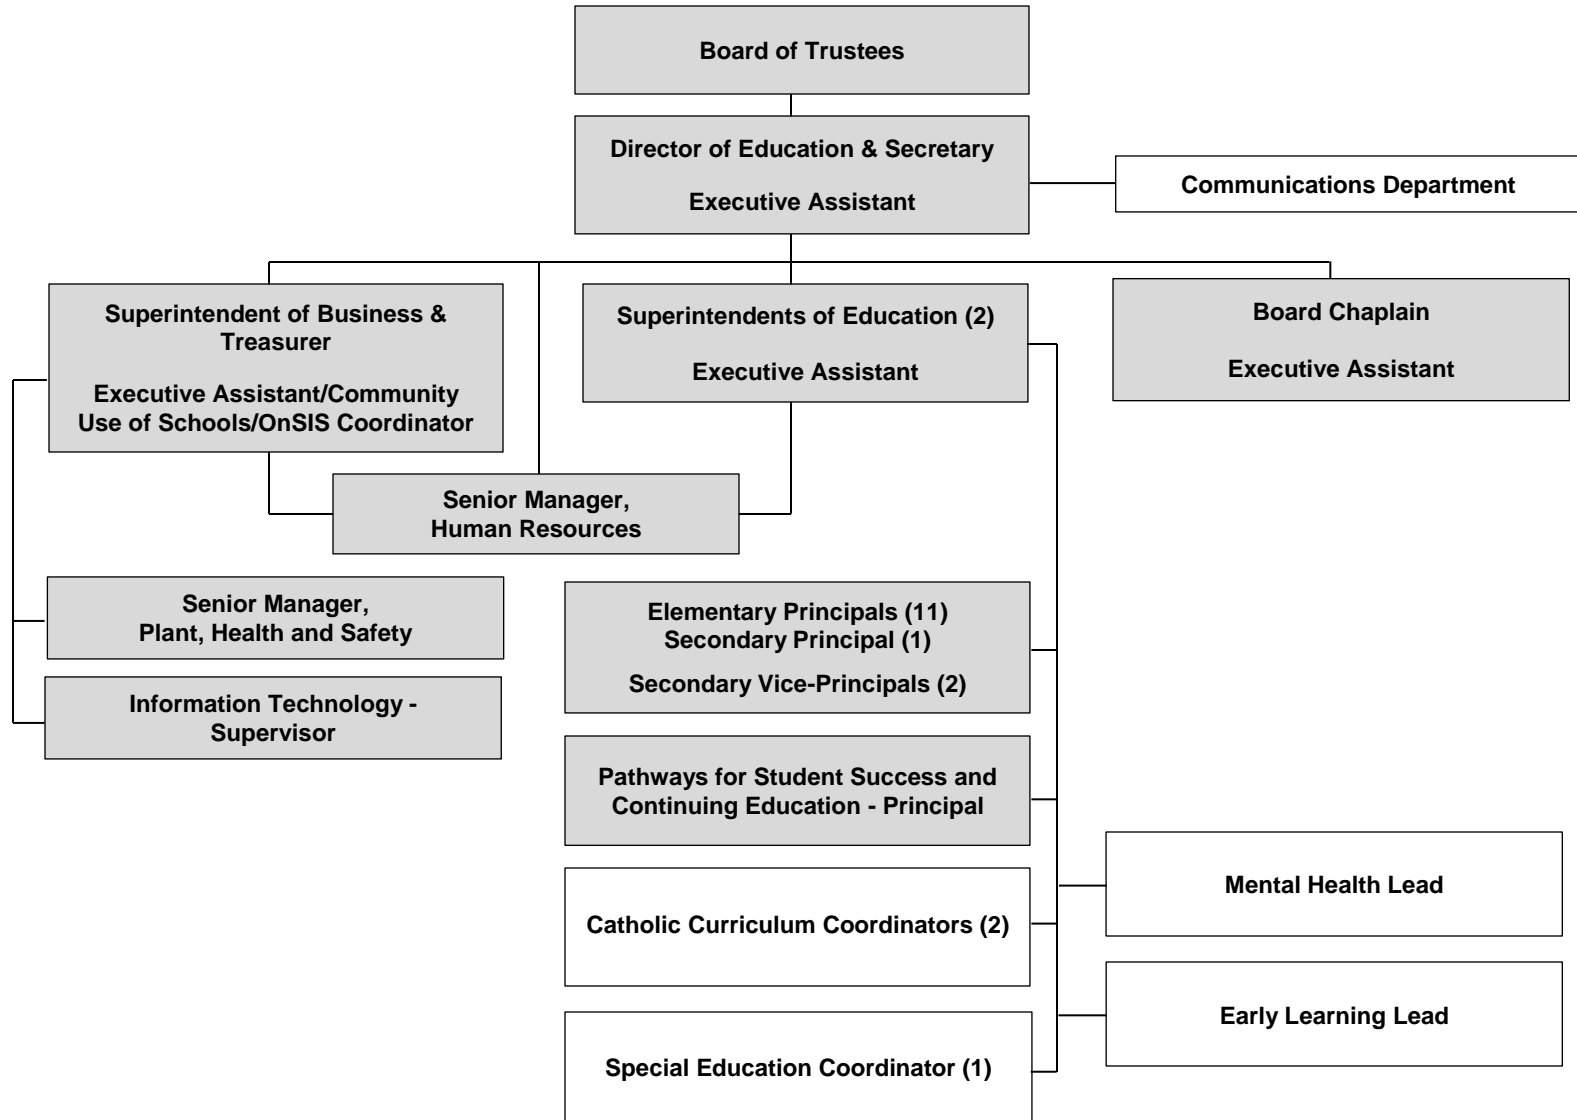 Board of Trustees
Director of Education & Secretary
Executive Assistant
Communications Department
Superintendent of Business &
Treasurer
Executive Assistant/Community
Use of Schools/OnSIS Coordinator
Superintendents of Education (2)
Executive Assistant
Board Chaplain
Executive Assistant
Senior Manager,
Human Resources
Senior Manager,
Plant, Health and Safety
Information Technology -
Supervisor
Elementary Principals (11)
Secondary Principal (1)
Secondary Vice-Principals (2)
Pathways for Student Success and
Continuing Education - Principal
Catholic Curriculum Coordinators (2)
Special Education Coordinator (1)
Mental Health Lead
Early Learning Lead